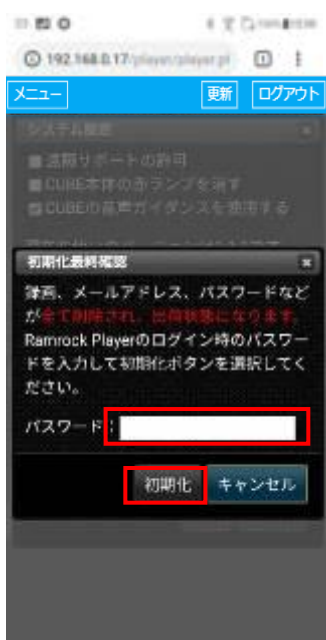 192.168.0.17/player/player.pl
メニュー
更新
ログアウト
システム設定
遠隔サポートの許可
CUBE本体の赤ランプを消す
CUBEの音声ガイダンスを使用する
初期化最終確認
録画、メールアドレス、パスワードなど
が全て削除され、出荷状態になります。
Ramrock Playerのログイン時のパスワー
ドを入力して初期化ボタンを選択してく
ださい。
パスワード：
初期化
キャンセル